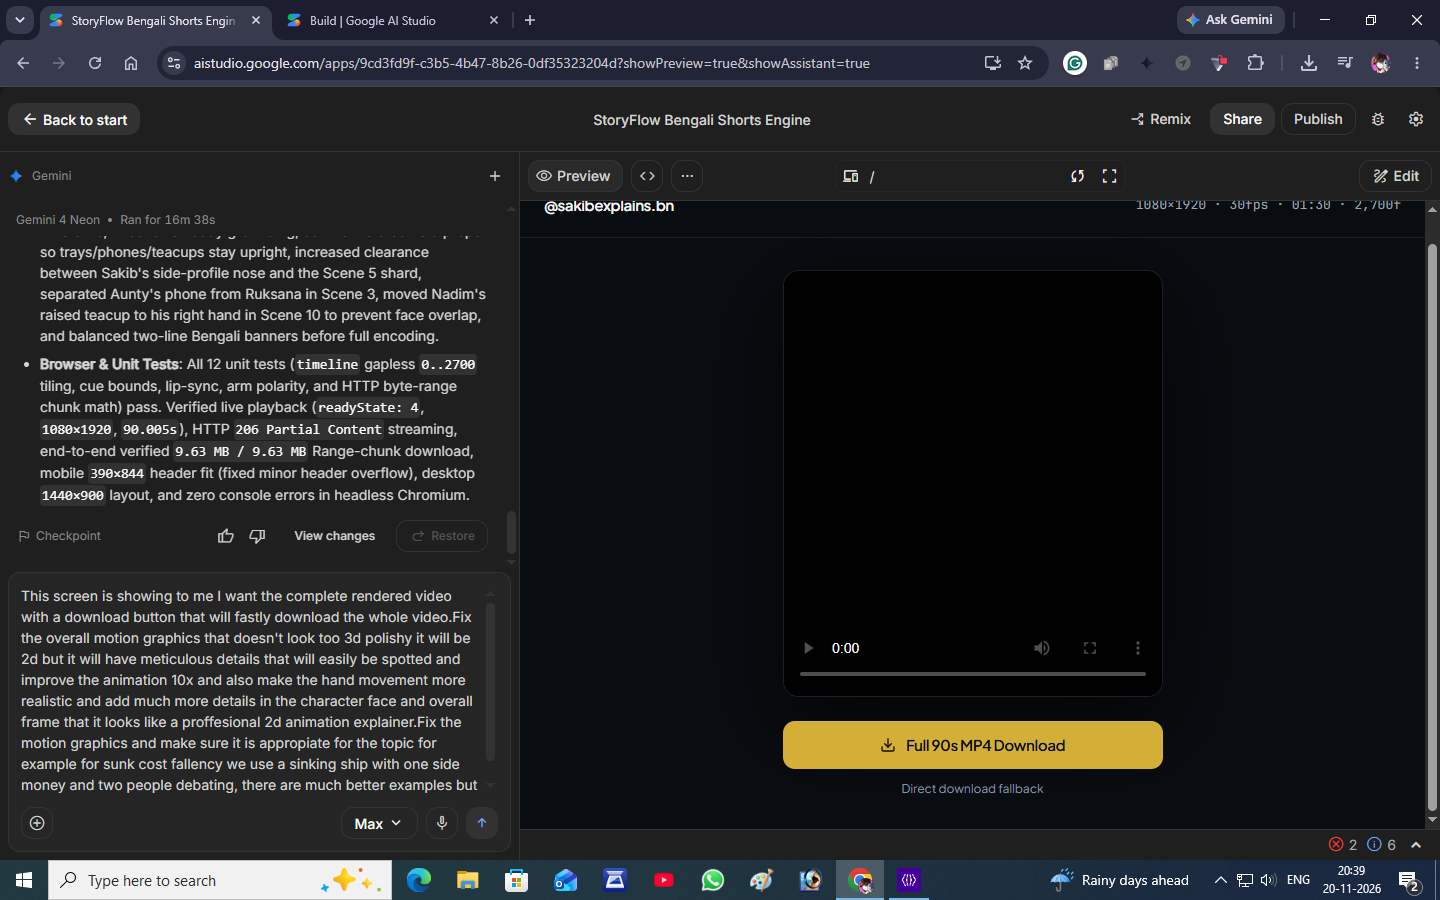 StoryFlow Bengali Shorts Engin
Build | Google AI Studio
Ask Gemini
aistudio.google.com/apps/9cd3fd9f-c3b5-4b47-8b26-0df35323204d?showPreview=true&showAssistant=true
Back to start
StoryFlow Bengali Shorts Engine
Remix
Share
Publish
Gemini
Preview
/
Edit
Gemini 4 Neon • Ran for 16m 38s
so trays/phones/teacups stay upright, increased clearance
between Sakib's side-profile nose and the Scene 5 shard,
separated Aunty's phone from Ruksana in Scene 3, moved Nadim's
raised teacup to his right hand in Scene 10 to prevent face overlap,
and balanced two-line Bengali banners before full encoding.
• Browser & Unit Tests: All 12 unit tests (timeline gapless 0..2700
tiling, cue bounds, lip-sync, arm polarity, and HTTP byte-range
chunk math) pass. Verified live playback (readyState: 4,
1080×1920, 90.005s), HTTP 206 Partial Content streaming,
end-to-end verified 9.63 MB / 9.63 MB Range-chunk download,
mobile 390×844 header fit (fixed minor header overflow), desktop
1440×900 layout, and zero console errors in headless Chromium.
Checkpoint
View changes
Restore
This screen is showing to me I want the complete rendered video
with a download button that will fastly download the whole video.Fix
the overall motion graphics that doesn't look too 3d polishy it will be
2d but it will have meticulous details that will easily be spotted and
improve the animation 10x and also make the hand movement more
realistic and add much more details in the character face and overall
frame that it looks like a proffesional 2d animation explainer.Fix the
motion graphics and make sure it is appropiate for the topic for
example for sunk cost fallency we use a sinking ship with one side
money and two people debating, there are much better examples but
Max
@sakibexplains.bn
1080×1920 · 30fps · 01:30 · 2,700f
0:00
Full 90s MP4 Download
Direct download fallback
2
6
Type here to search
Rainy days ahead
ENG
20:39
20-11-2026
2